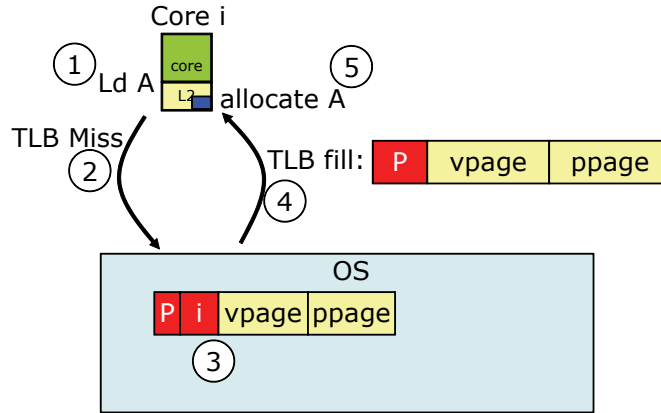 Core i
1
core
5
Ld A
L2
allocate A
TLB Miss
2
TLB fill:
P vpage ppage
4
OS
P i vpage ppage
3